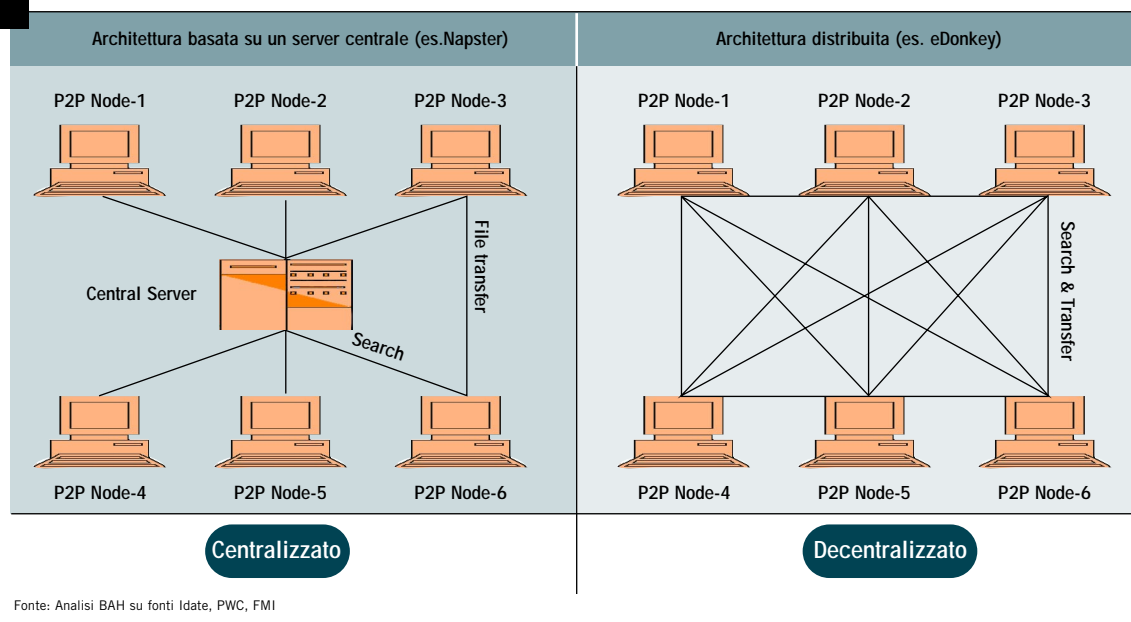 Architettura basata su un server centrale (es.Napster)
P2P Node-1 P2P Node-2 P2P Node-3
File transfer
Central Server
Search
P2P Node-4 P2P Node-5 P2P Node-6
Centralizzato
Architettura distribuita (es. eDonkey)
P2P Node-1 P2P Node-2 P2P Node-3
Search & Transfer
P2P Node-4 P2P Node-5 P2P Node-6
Decentralizzato
Fonte: Analisi BAH su fonti Idate, PWC, FMI